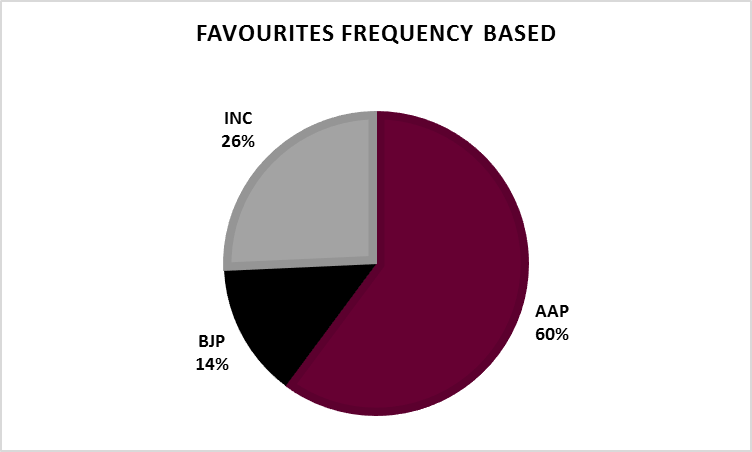 FAVOURITES FREQUENCY BASED
INC
26%
AAP
60%
BJP
14%